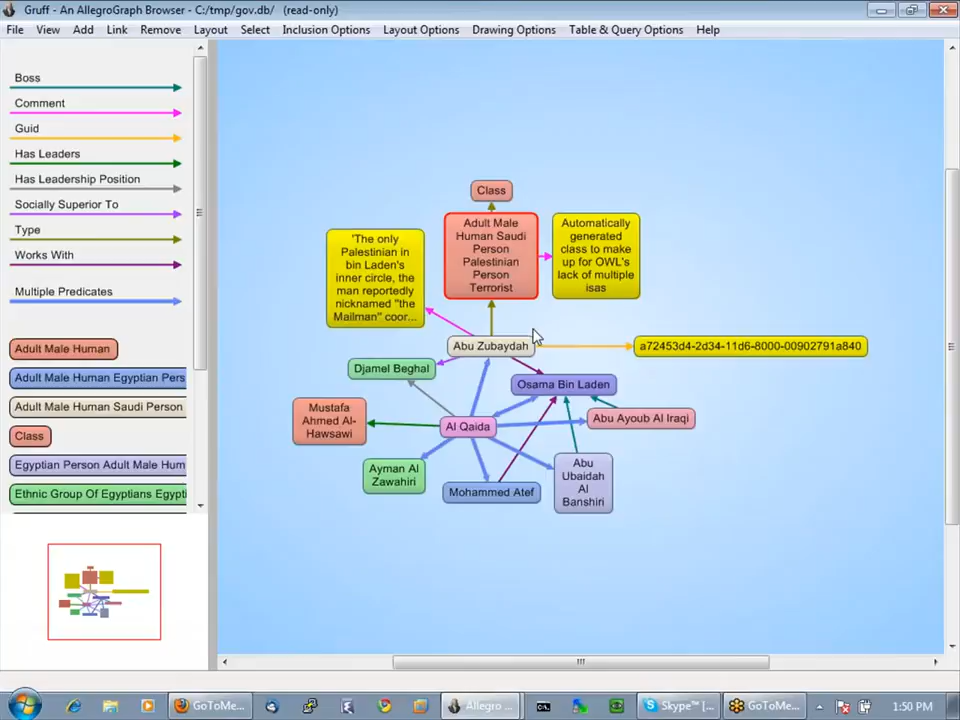 Gruff - An AllegroGraph Browser - C:/tmp/gov.db/ (read-only)
File View Add Link Remove Layout Select Inclusion Options Layout Options Drawing Options Table & Query Options Help
Boss
Comment
Guid
Has Leaders
Has Leadership Position
Socially Superior To
Type
Works With
Multiple Predicates
Adult Male Human
Adult Male Human Egyptian Pers
Adult Male Human Saudi Person
Class
Egyptian Person Adult Male Hum
Ethnic Group Of Egyptians Egypti
Class
Adult Male
Human Saudi
Person
Palestinian
Person
Terrorist
Automatically
generated
class to make
up for OWL's
lack of multiple
isas
'The only
Palestinian in
bin Laden's
inner circle, the
man reportedly
nicknamed "the
Mailman" coor...
Abu Zubaydah
a72453d4-2d34-11d6-8000-00902791a840
Djamel Beghal
Osama Bin Laden
Mustafa
Ahmed Al-
Hawsawi
Al Qaida
Abu Ayoub Al Iraqi
Ayman Al
Zawahiri
Mohammed Atef
Abu
Ubaidah
Al
Banshiri
GoToMe...
Allegro ...
Skype™ [...
GoToMe...
1:50 PM